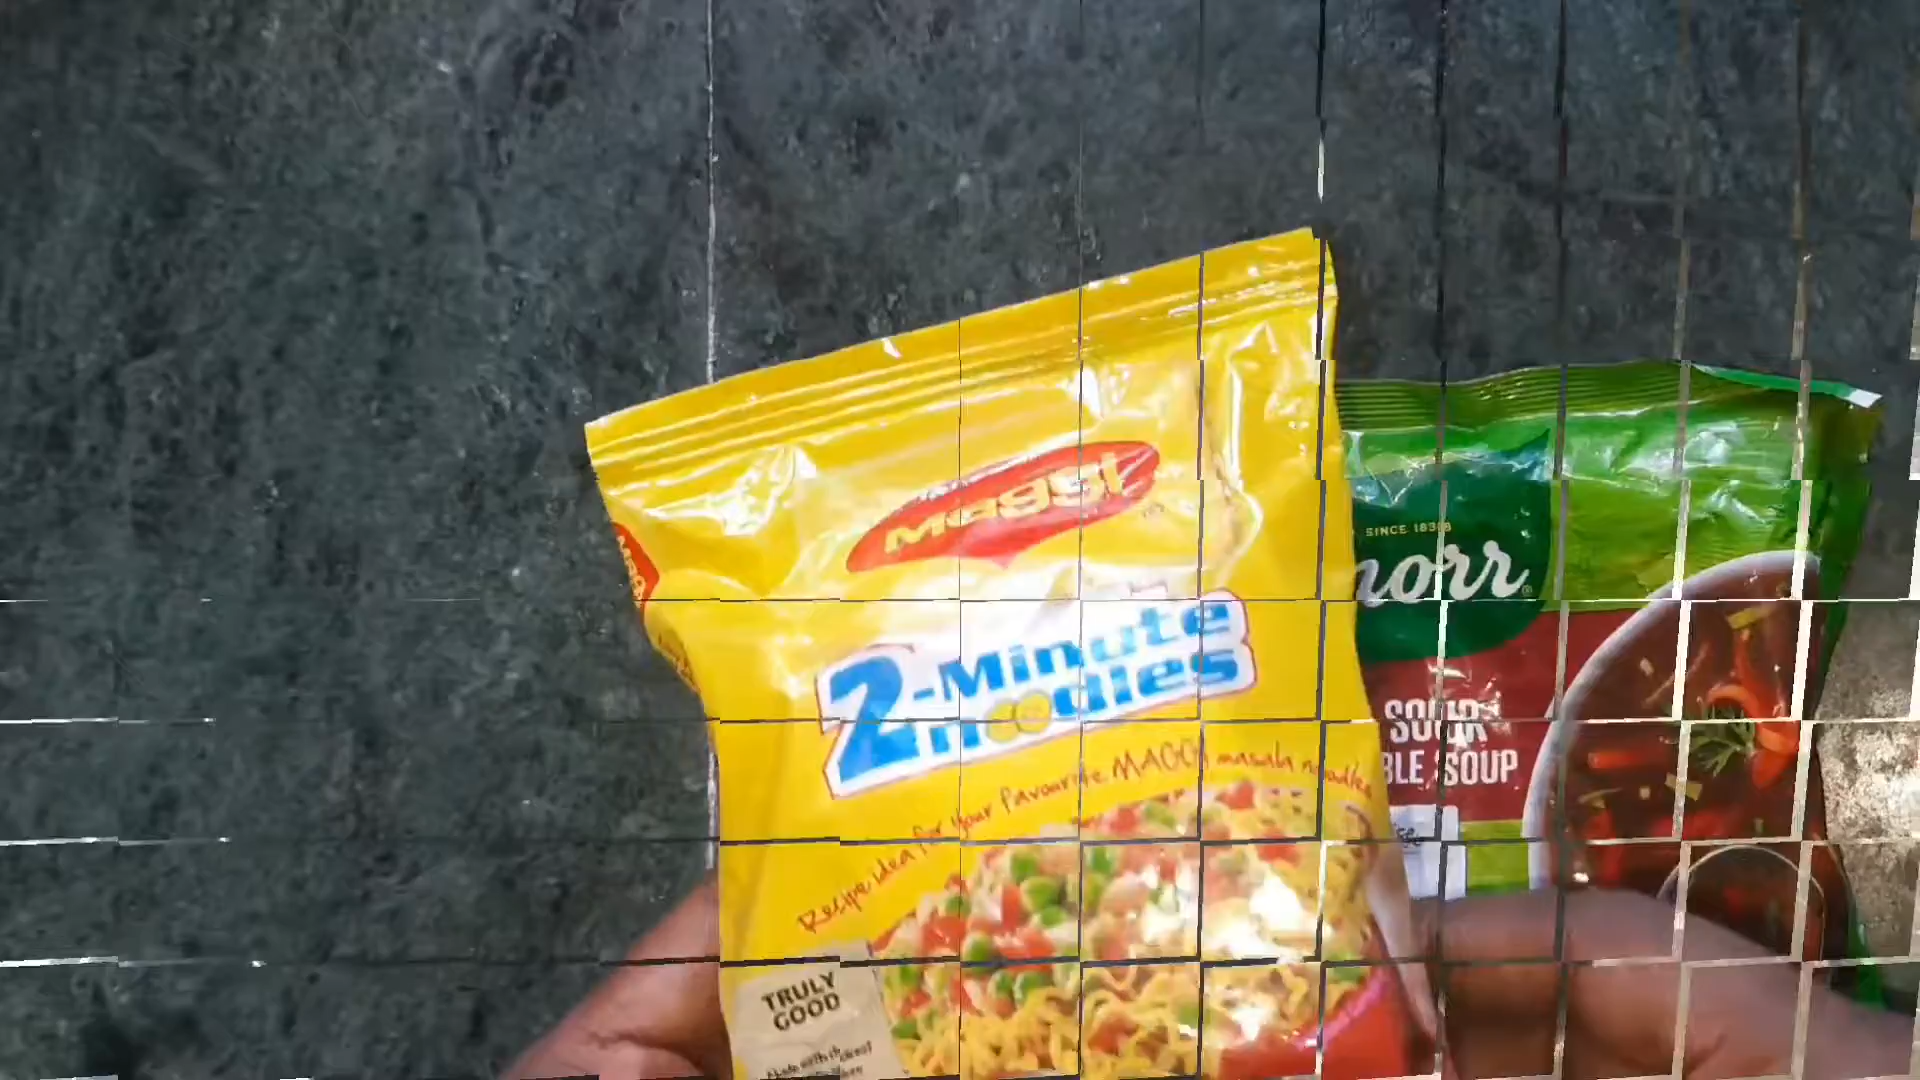 Maggi
2-Minute
noodles
Recipe idea for your favourite MAGGI masala noodles
TRULY
GOOD
SINCE 1838
norr
SOUR
BLE SOUP